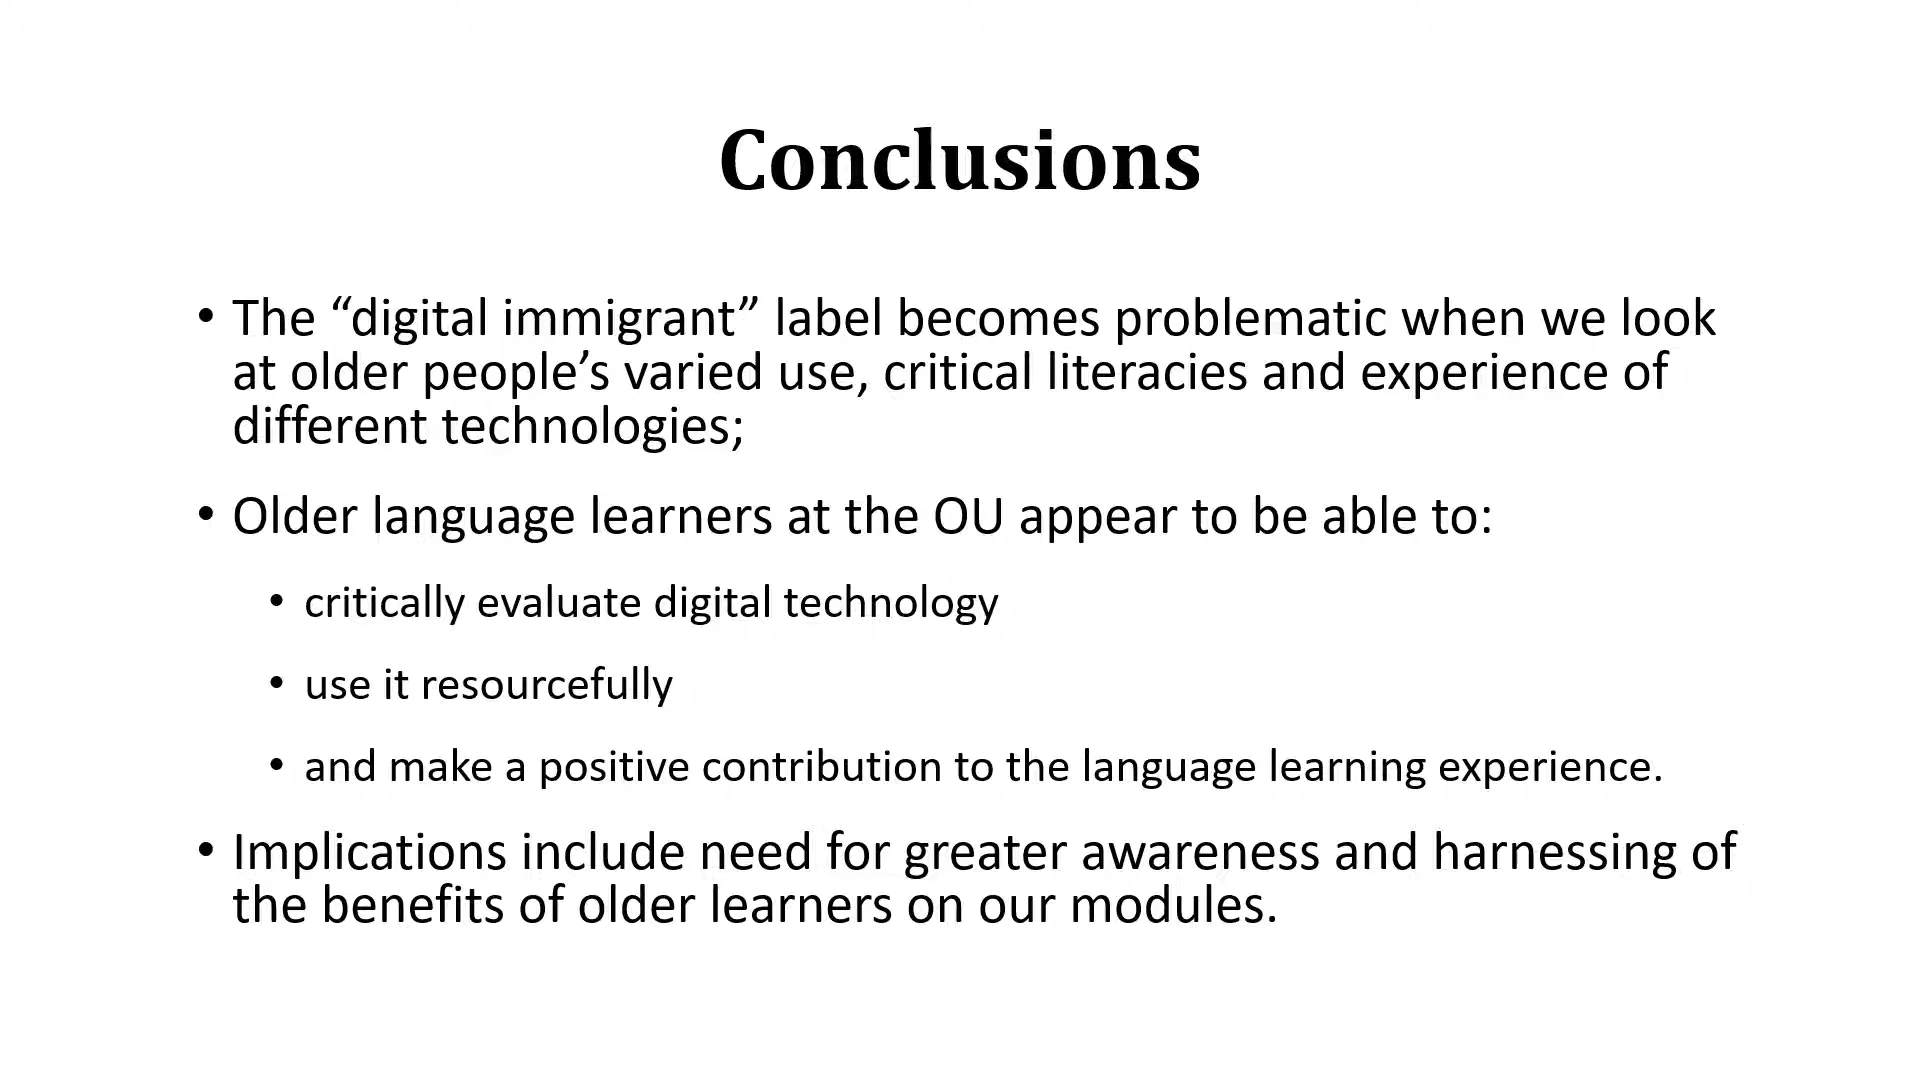 Conclusions
• The “digital immigrant” label becomes problematic when we look
at older people’s varied use, critical literacies and experience of
different technologies;
• Older language learners at the OU appear to be able to:
• critically evaluate digital technology
• use it resourcefully
• and make a positive contribution to the language learning experience.
• Implications include need for greater awareness and harnessing of
the benefits of older learners on our modules.